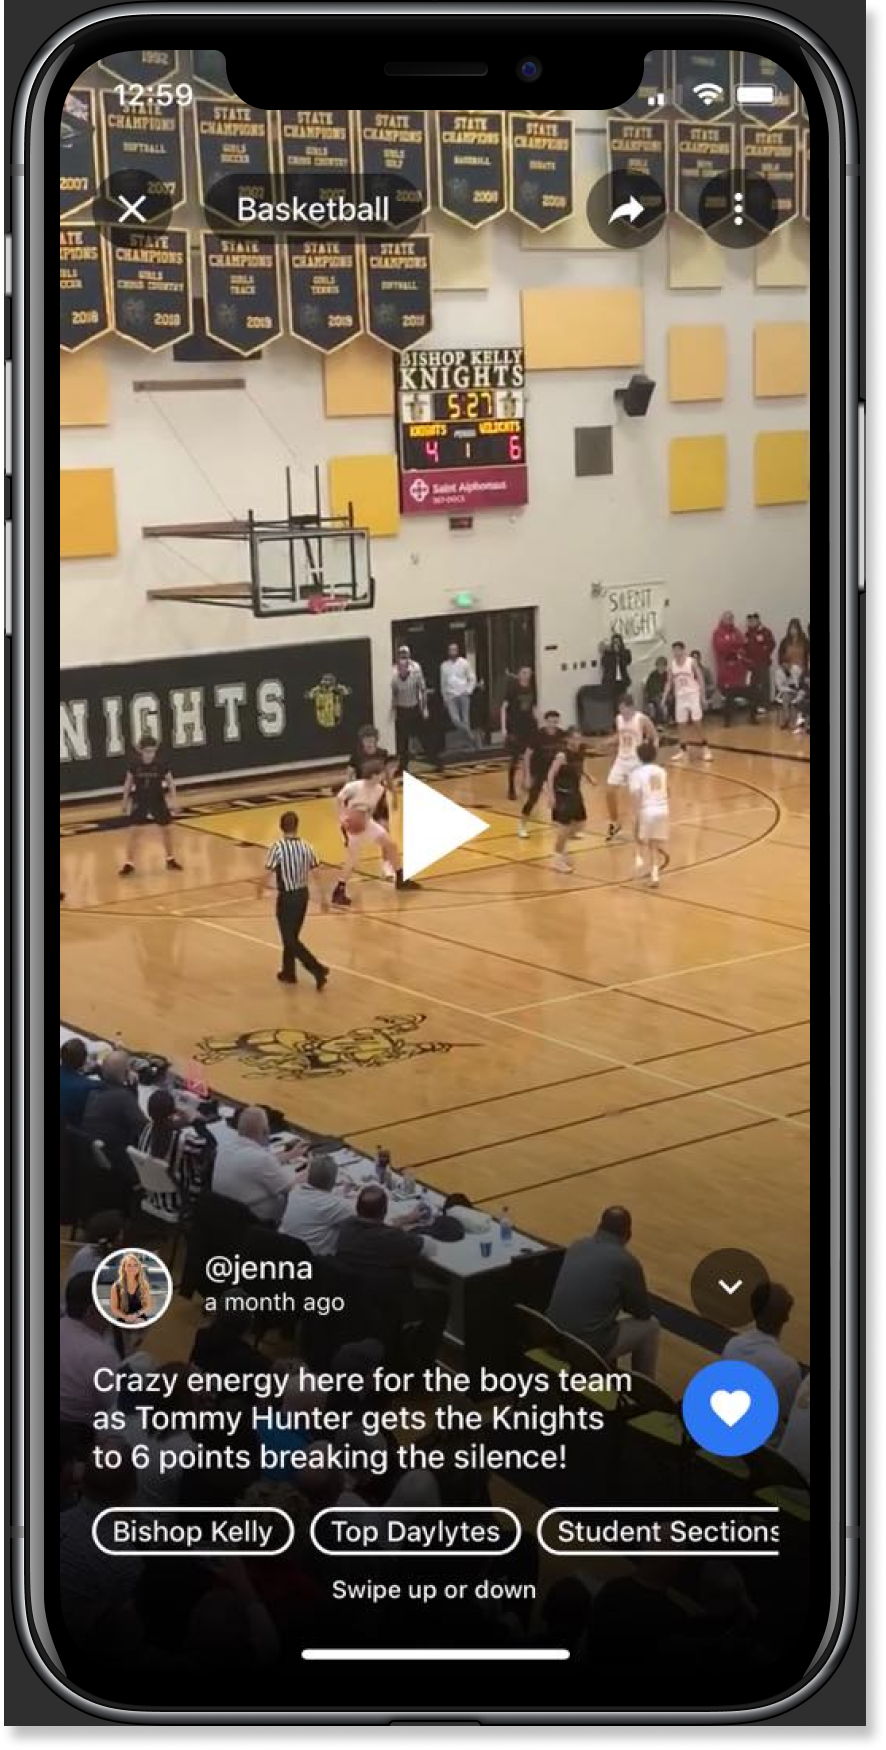 1992
12:59
STATE CHAMPIONS SOFTBALL 2007
STATE CHAMPIONS GIRLS SOCCER 2007
STATE CHAMPIONS GIRLS CROSS COUNTRY
STATE CHAMPIONS GIRLS GOLF
STATE CHAMPIONS BASEBALL 2008
STATE CHAMPIONS DEBATE
2007
Basketball
STATE CHAMPIONS GIRLS CROSS COUNTRY 2018
STATE CHAMPIONS GIRLS TRACK 2019
STATE CHAMPIONS GIRLS TENNIS 2019
STATE CHAMPIONS SOFTBALL
2018
BISHOP KELLY
KNIGHTS
5:27
KNIGHTS PERIOD WILDCATS
4 1 6
Saint Alphonsus
SILENT
KNIGHT
NIGHTS
@jenna
a month ago
Crazy energy here for the boys team
as Tommy Hunter gets the Knights
to 6 points breaking the silence!
Bishop Kelly
Top Daylytes
Student Sections
Swipe up or down